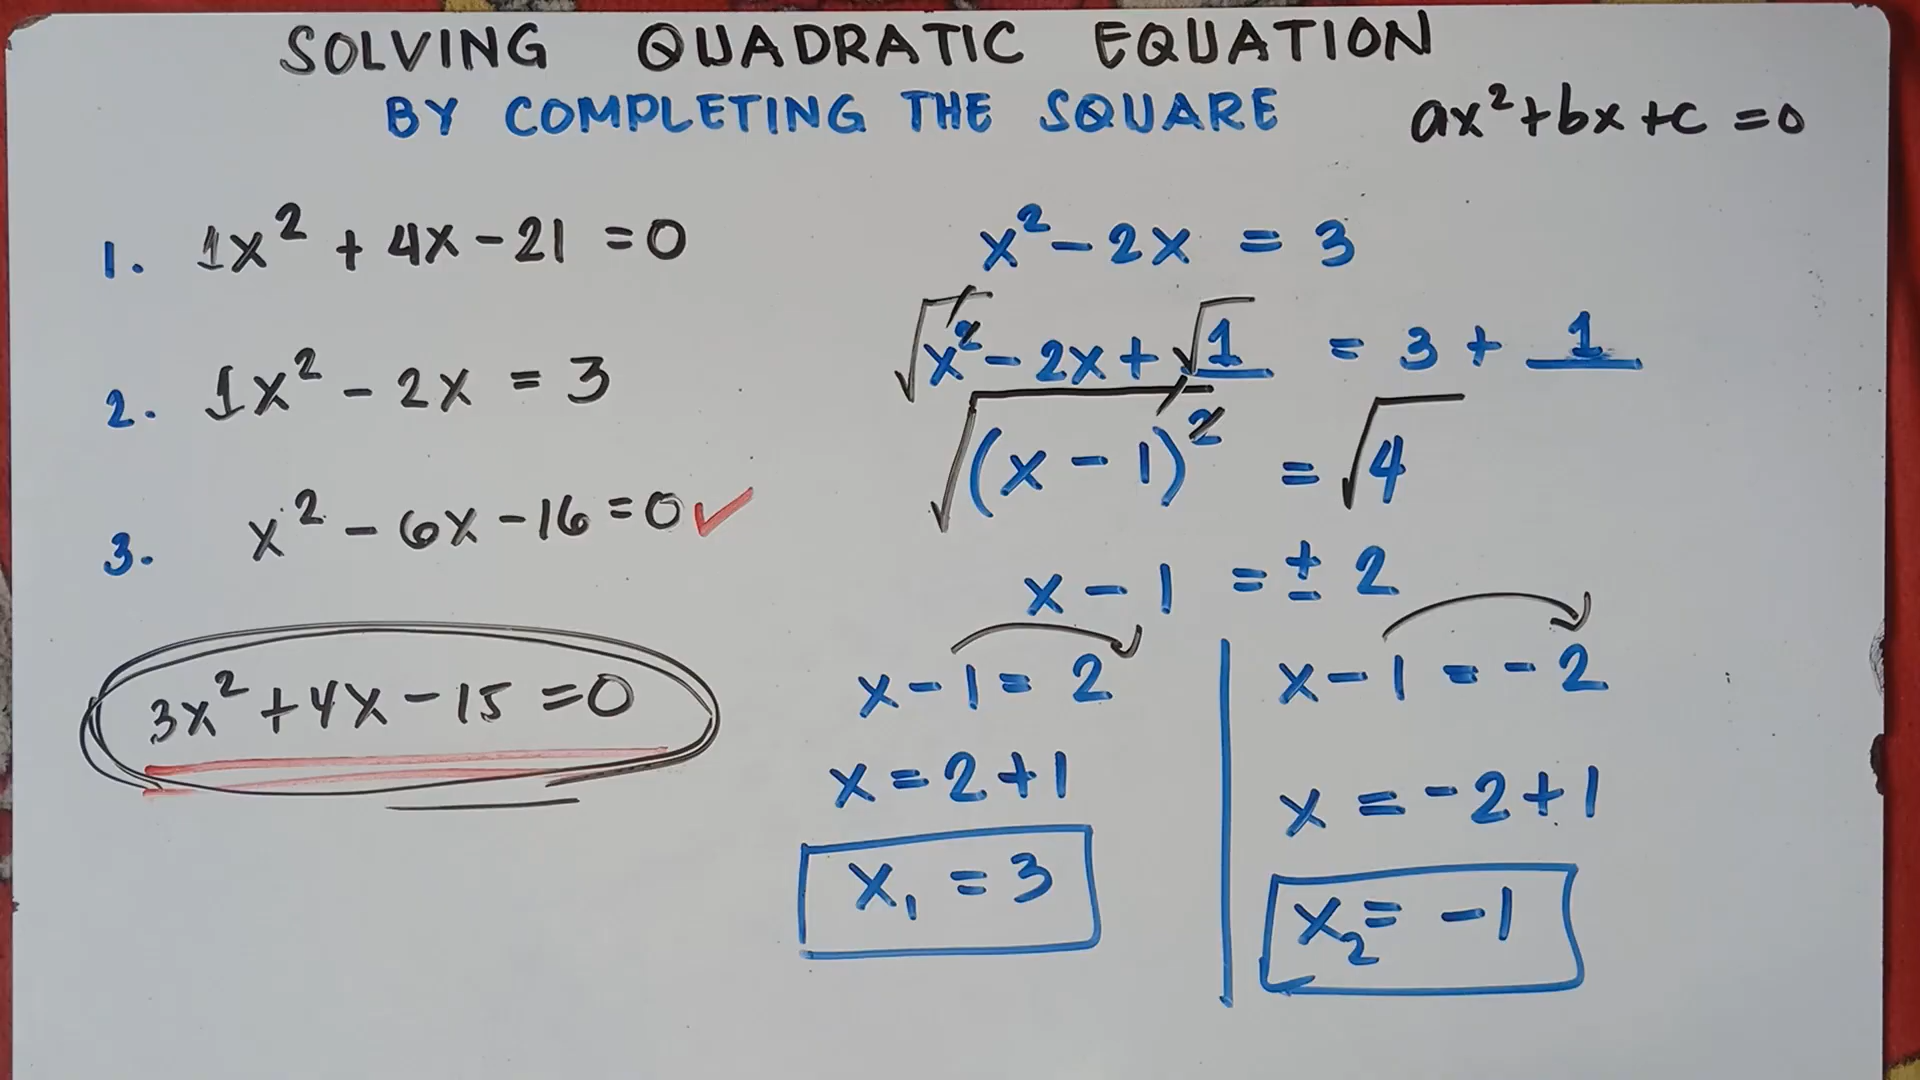 SOLVING QUADRATIC EQUATION
BY COMPLETING THE SQUARE
ax²+bx+c=0
1. 1x² + 4x - 21 = 0
2. 1x² - 2x = 3
3. x² - 6x - 16 = 0 ✓
3x² + 4x - 15 = 0
x² - 2x = 3
√x² - 2x + √1 = 3 + 1
√(x - 1)² = √4
x - 1 = ± 2
x - 1 = 2
x = 2 + 1
x₁ = 3
x - 1 = - 2
x = - 2 + 1
x₂ = - 1